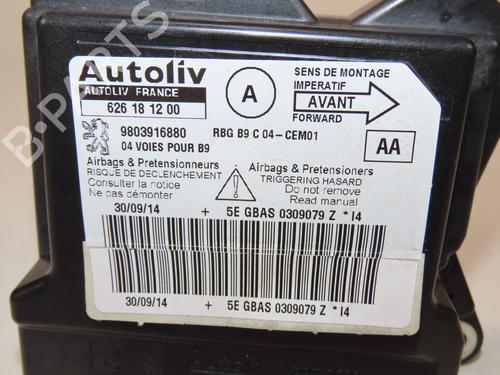 B-PARTS
Autoliv
AUTOLIV FRANCE
626 18 12 00
A
SENS DE MONTAGE
IMPERATIF
AVANT
FORWARD
9803916880
RBG B9 C 04-CEM01
04 VOIES POUR B9
AA
Airbags & Pretensionneurs
RISQUE DE DECLENCHEMENT
Consulter la notice
Ne pas démonter
!
Airbags & Pretensioners
TRIGGERING HASARD
Do not remove
Read manual
30/09/14 + 5E GBAS 0309079 Z * I4
30/09/14 + 5E GBAS 0309079 Z * I4